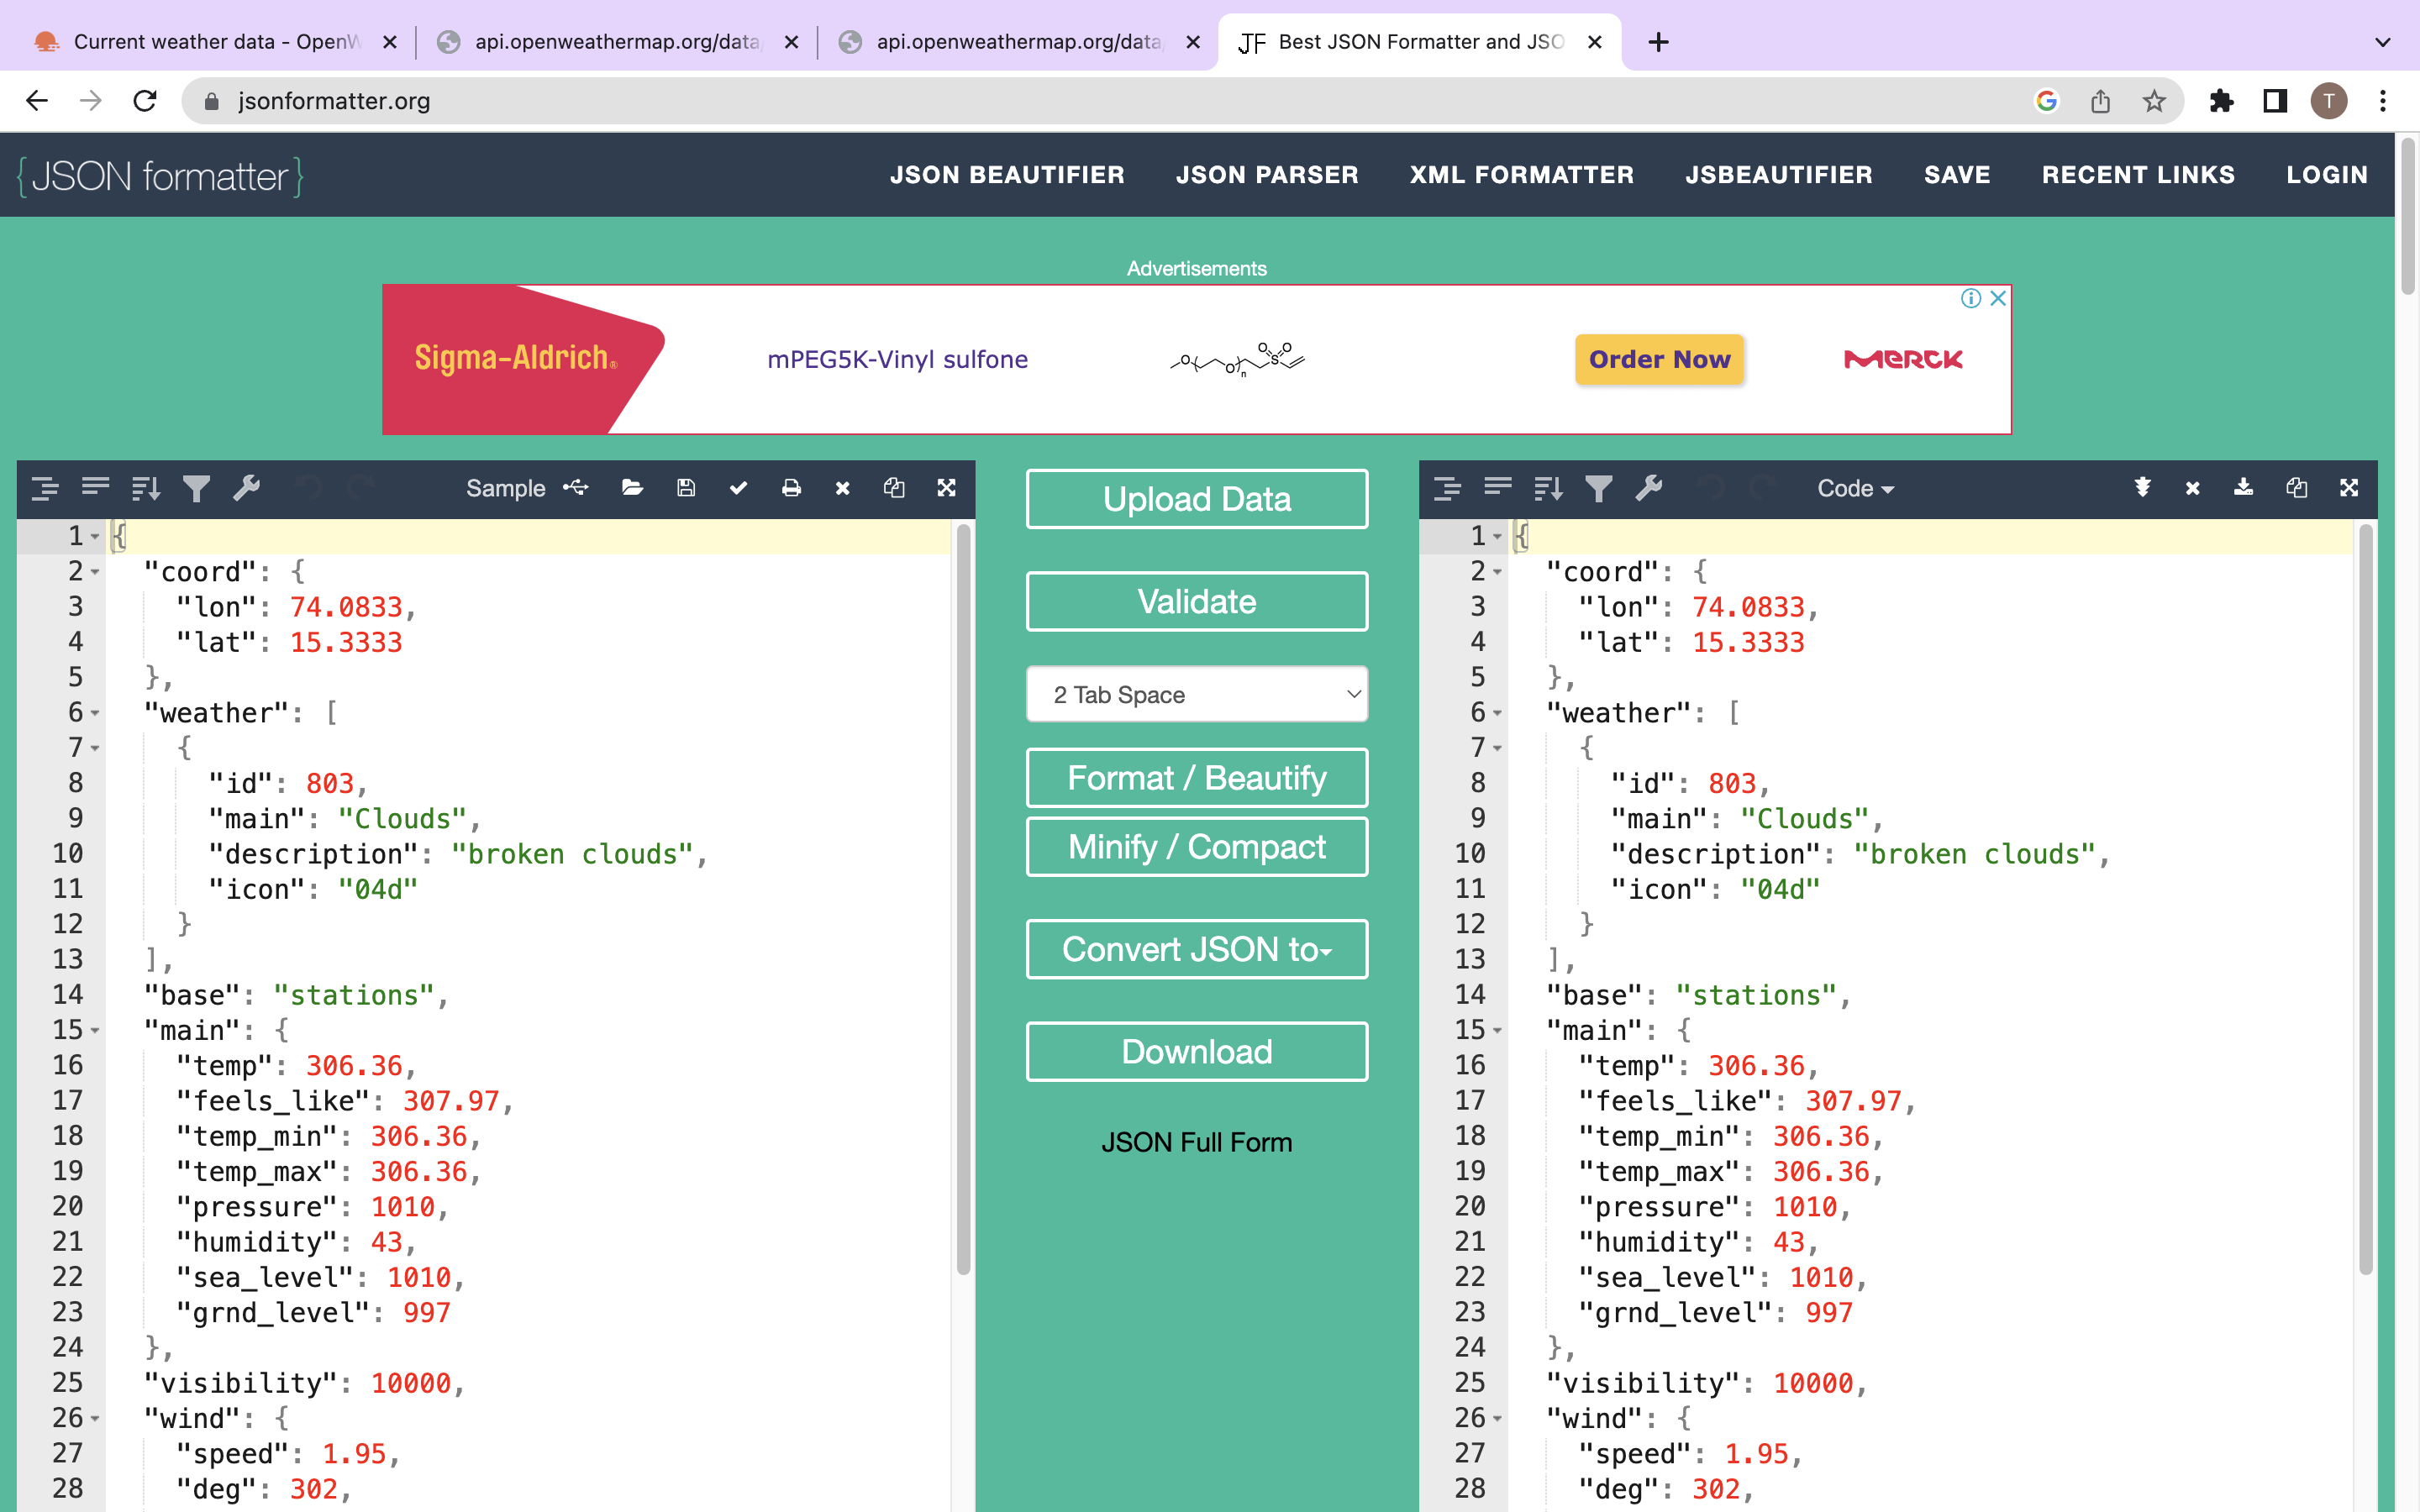 Current weather data - OpenW
api.openweathermap.org/data
api.openweathermap.org/data
JF Best JSON Formatter and JSO
jsonformatter.org
T
{JSON formatter}
JSON BEAUTIFIER
JSON PARSER
XML FORMATTER
JSBEAUTIFIER
SAVE
RECENT LINKS
LOGIN
Advertisements
Sigma-Aldrich®
mPEG5K-Vinyl sulfone
Order Now
MERCK
Sample
1 {
2 "coord": {
3 "lon": 74.0833,
4 "lat": 15.3333
5 },
6 "weather": [
7 {
8 "id": 803,
9 "main": "Clouds",
10 "description": "broken clouds",
11 "icon": "04d"
12 }
13 ],
14 "base": "stations",
15 "main": {
16 "temp": 306.36,
17 "feels_like": 307.97,
18 "temp_min": 306.36,
19 "temp_max": 306.36,
20 "pressure": 1010,
21 "humidity": 43,
22 "sea_level": 1010,
23 "grnd_level": 997
24 },
25 "visibility": 10000,
26 "wind": {
27 "speed": 1.95,
28 "deg": 302,
Upload Data
Validate
2 Tab Space
Format / Beautify
Minify / Compact
Convert JSON to
Download
JSON Full Form
Code
1 {
2 "coord": {
3 "lon": 74.0833,
4 "lat": 15.3333
5 },
6 "weather": [
7 {
8 "id": 803,
9 "main": "Clouds",
10 "description": "broken clouds",
11 "icon": "04d"
12 }
13 ],
14 "base": "stations",
15 "main": {
16 "temp": 306.36,
17 "feels_like": 307.97,
18 "temp_min": 306.36,
19 "temp_max": 306.36,
20 "pressure": 1010,
21 "humidity": 43,
22 "sea_level": 1010,
23 "grnd_level": 997
24 },
25 "visibility": 10000,
26 "wind": {
27 "speed": 1.95,
28 "deg": 302,